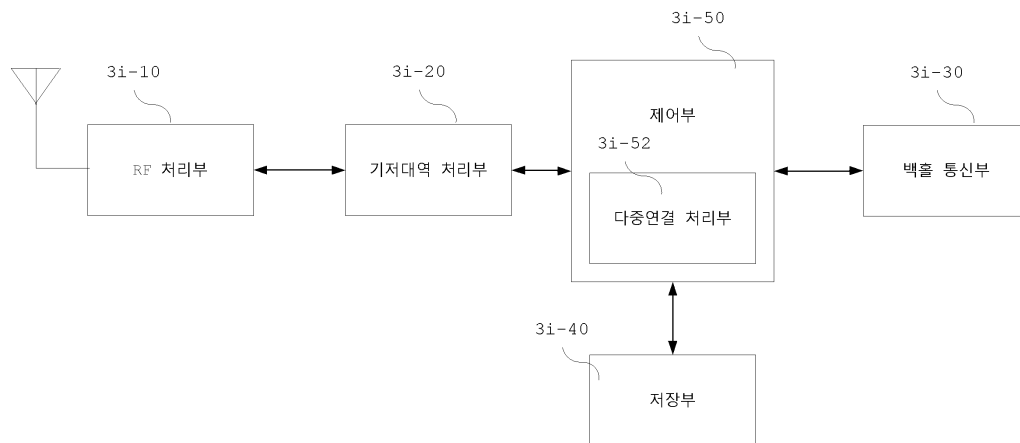 3i-50
3i-10
3i-20
3i-30
제어부
3i-52
RF 처리부
기저대역 처리부
백홀 통신부
다중연결 처리부
3i-40
저장부